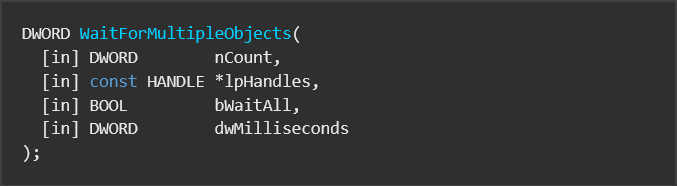 DWORD WaitForMultipleObjects(
  [in] DWORD        nCount,
  [in] const HANDLE *lpHandles,
  [in] BOOL         bWaitAll,
  [in] DWORD        dwMilliseconds
);